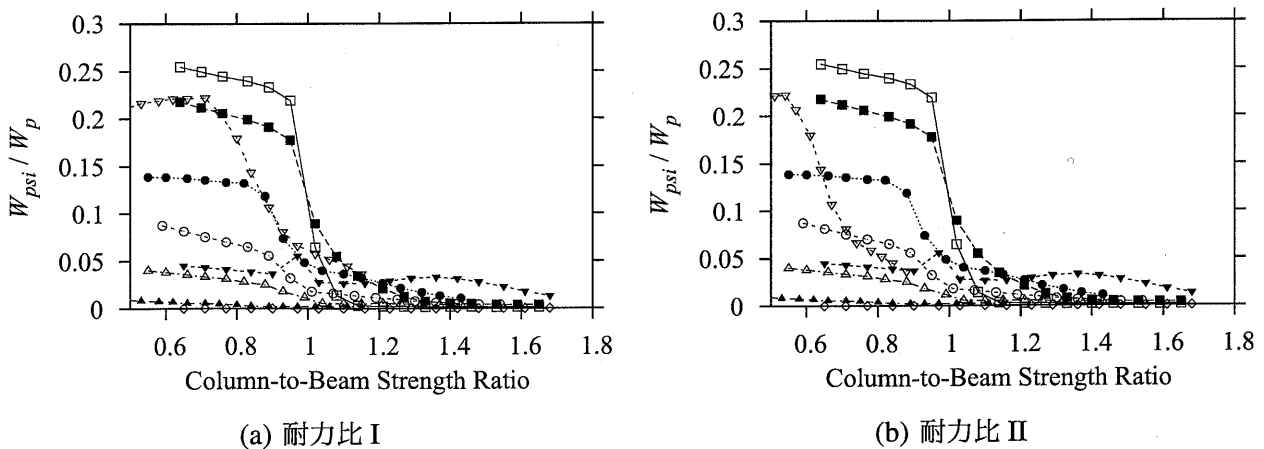 0.3
0.25
0.2
0.15
0.1
0.05
0
W_psi / W_p
0.6 0.8 1 1.2 1.4 1.6 1.8
Column-to-Beam Strength Ratio
(a) 耐力比 I
0.3
0.25
0.2
0.15
0.1
0.05
0
W_psi / W_p
0.6 0.8 1 1.2 1.4 1.6 1.8
Column-to-Beam Strength Ratio
(b) 耐力比 II